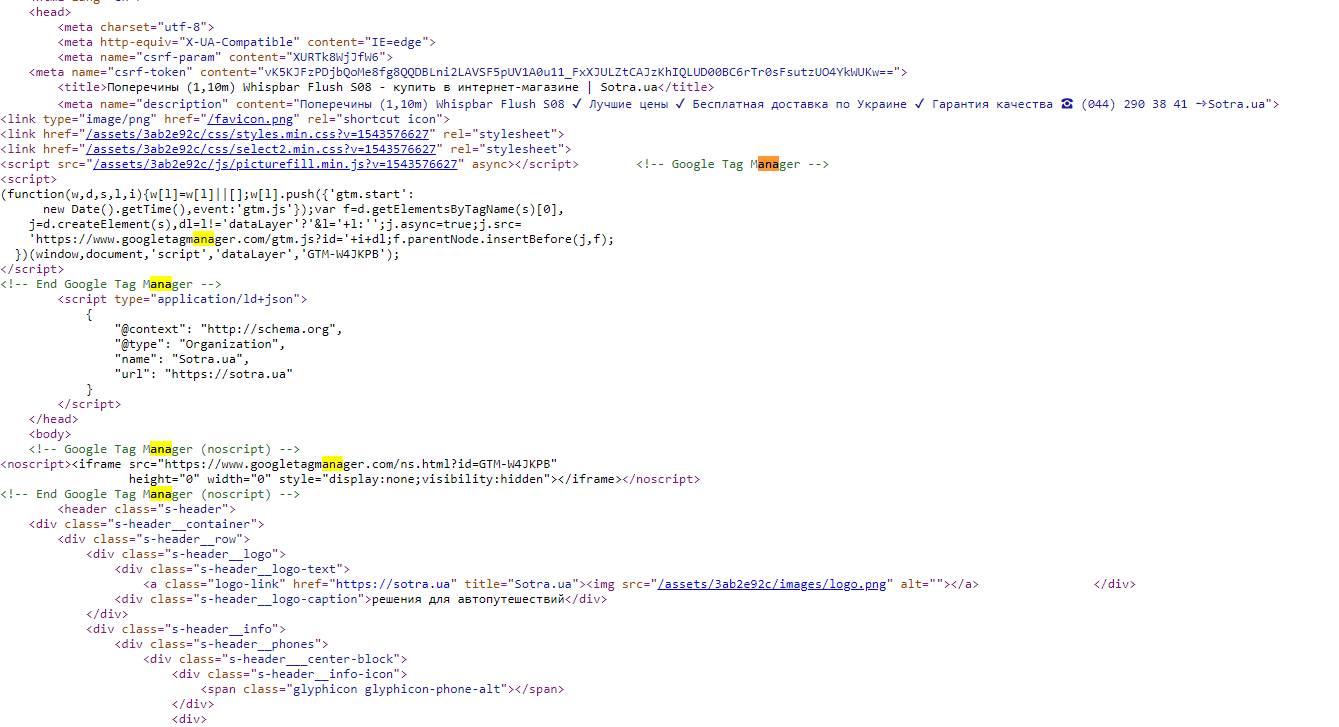 <head>
<meta charset="utf-8">
<meta http-equiv="X-UA-Compatible" content="IE=edge">
<meta name="csrf-param" content="XURTk8WjJfW6">
<meta name="csrf-token" content="vK5KJFzPDjbQoMe8fg8QQDBLni2LAVSF5pUV1A0u11_FxXJULZtCAJzKhIQLUD00BC6rTr0sFsutzUO4YkWUKw==">
<title>Поперечины (1,10m) Whispbar Flush S08 - купить в интернет-магазине | Sotra.ua</title>
<meta name="description" content="Поперечины (1,10m) Whispbar Flush S08 ✓ Лучшие цены ✓ Бесплатная доставка по Украине ✓ Гарантия качества ☎ (044) 290 38 41 ➔Sotra.ua">
<link type="image/png" href="/favicon.png" rel="shortcut icon">
<link href="/assets/3ab2e92c/css/styles.min.css?v=1543576627" rel="stylesheet">
<link href="/assets/3ab2e92c/css/select2.min.css?v=1543576627" rel="stylesheet">
<script src="/assets/3ab2e92c/js/picturefill.min.js?v=1543576627" async></script> <!-- Google Tag Manager -->
<script>
(function(w,d,s,l,i){w[l]=w[l]||[];w[l].push({'gtm.start':
new Date().getTime(),event:'gtm.js'});var f=d.getElementsByTagName(s)[0],
j=d.createElement(s),dl=l!='dataLayer'?'&l='+l:'';j.async=true;j.src=
'https://www.googletagmanager.com/gtm.js?id='+i+dl;f.parentNode.insertBefore(j,f);
})(window,document,'script','dataLayer','GTM-W4JKPB');
</script>
<!-- End Google Tag Manager -->
<script type="application/ld+json">
{
"@context": "http://schema.org",
"@type": "Organization",
"name": "Sotra.ua",
"url": "https://sotra.ua"
}
</script>
</head>
<body>
<!-- Google Tag Manager (noscript) -->
<noscript><iframe src="https://www.googletagmanager.com/ns.html?id=GTM-W4JKPB"
height="0" width="0" style="display:none;visibility:hidden"></iframe></noscript>
<!-- End Google Tag Manager (noscript) -->
<header class="s-header">
<div class="s-header__container">
<div class="s-header__row">
<div class="s-header__logo">
<div class="s-header__logo-text">
<a class="logo-link" href="https://sotra.ua" title="Sotra.ua"><img src="/assets/3ab2e92c/images/logo.png" alt=""></a> </div>
<div class="s-header__logo-caption">решения для автопутешествий</div>
</div>
<div class="s-header__info">
<div class="s-header__phones">
<div class="s-header___center-block">
<div class="s-header__info-icon">
<span class="glyphicon glyphicon-phone-alt"></span>
</div>
<div>